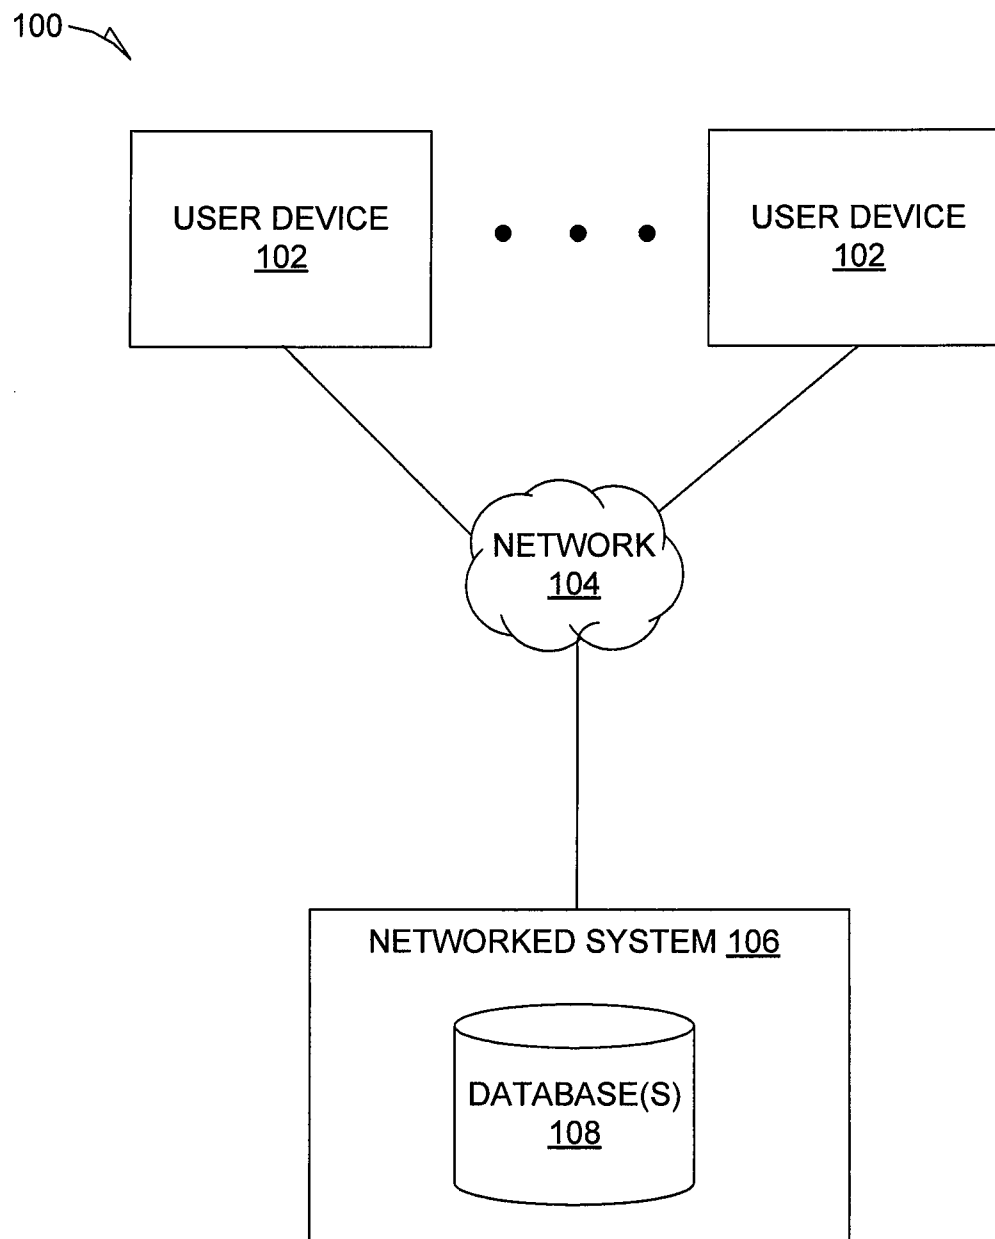 100
USER DEVICE
102
USER DEVICE
102
NETWORK
104
NETWORKED SYSTEM 106
DATABASE(S)
108